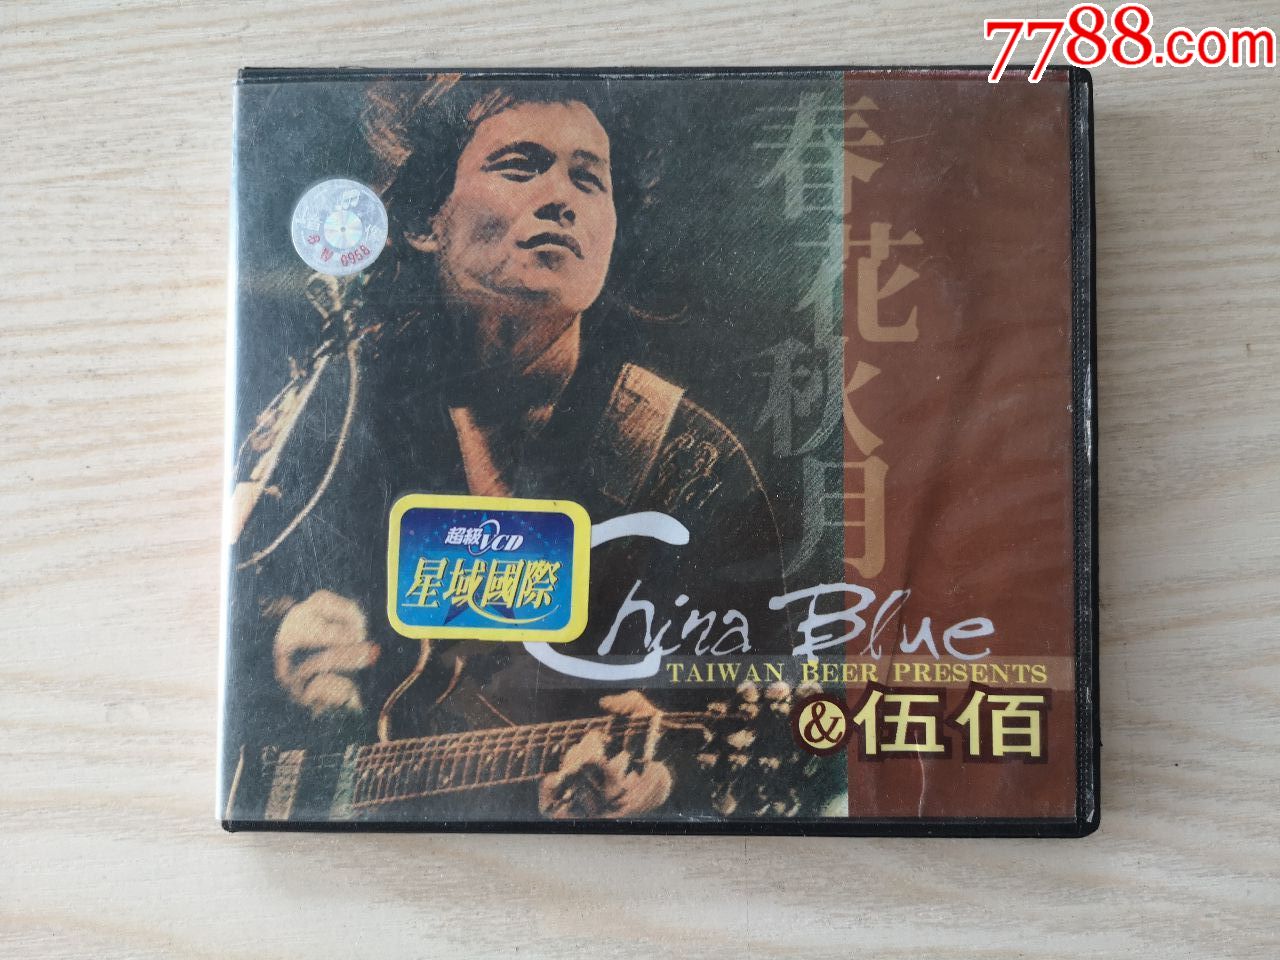 7788.com
春花秋月
0968
超級VCD
星域國際
China Blue
TAIWAN BEER PRESENTS
&伍佰